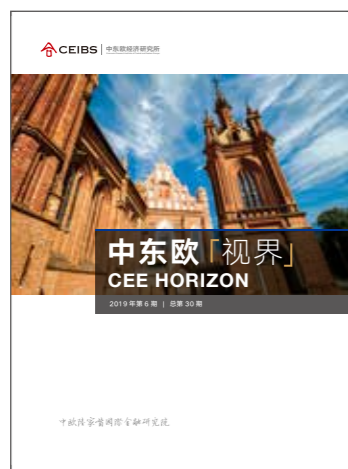 CEIBS 中东欧经济研究所
中东欧「视界」
CEE HORIZON
2019 年第 6 期 | 总第 30 期
中欧陆家嘴国际金融研究院